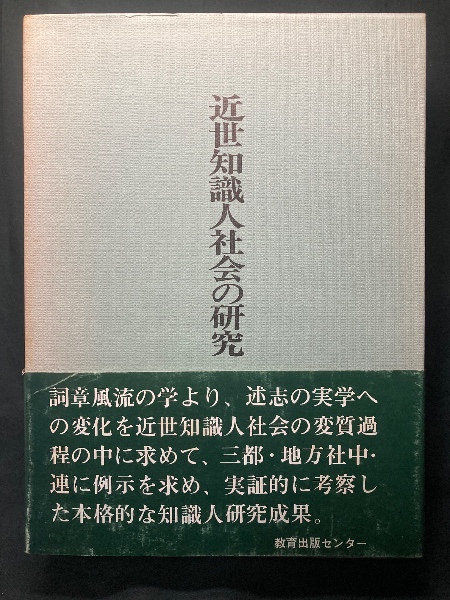 近世知識人社会の研究
詞章風流の学より、述志の実学へ
の変化を近世知識人社会の変質過
程の中に求めて、三都・地方社中・
連に例示を求め、実証的に考察し
た本格的な知識人研究成果。
教育出版センター